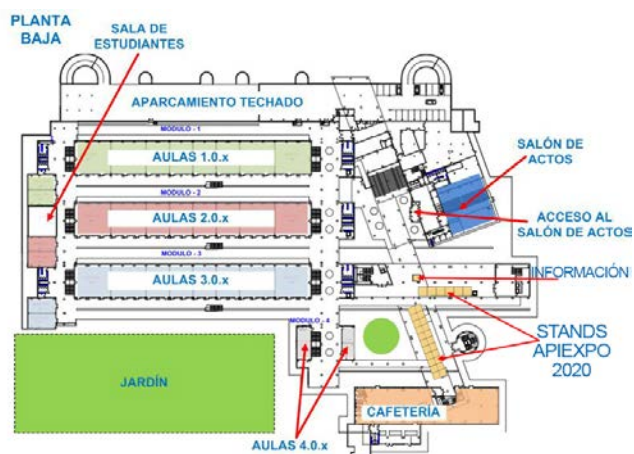 PLANTA
BAJA
SALA DE
ESTUDIANTES
APARCAMIENTO TECHADO
MODULO - 1
AULAS 1.0.x
SALÓN DE
ACTOS
MODULO - 2
AULAS 2.0.x
ACCESO AL
SALÓN DE ACTOS
MODULO - 3
AULAS 3.0.x
INFORMACIÓN
MODULO - 4
STANDS
APIEXPO
2020
JARDÍN
CAFETERÍA
AULAS 4.0.x